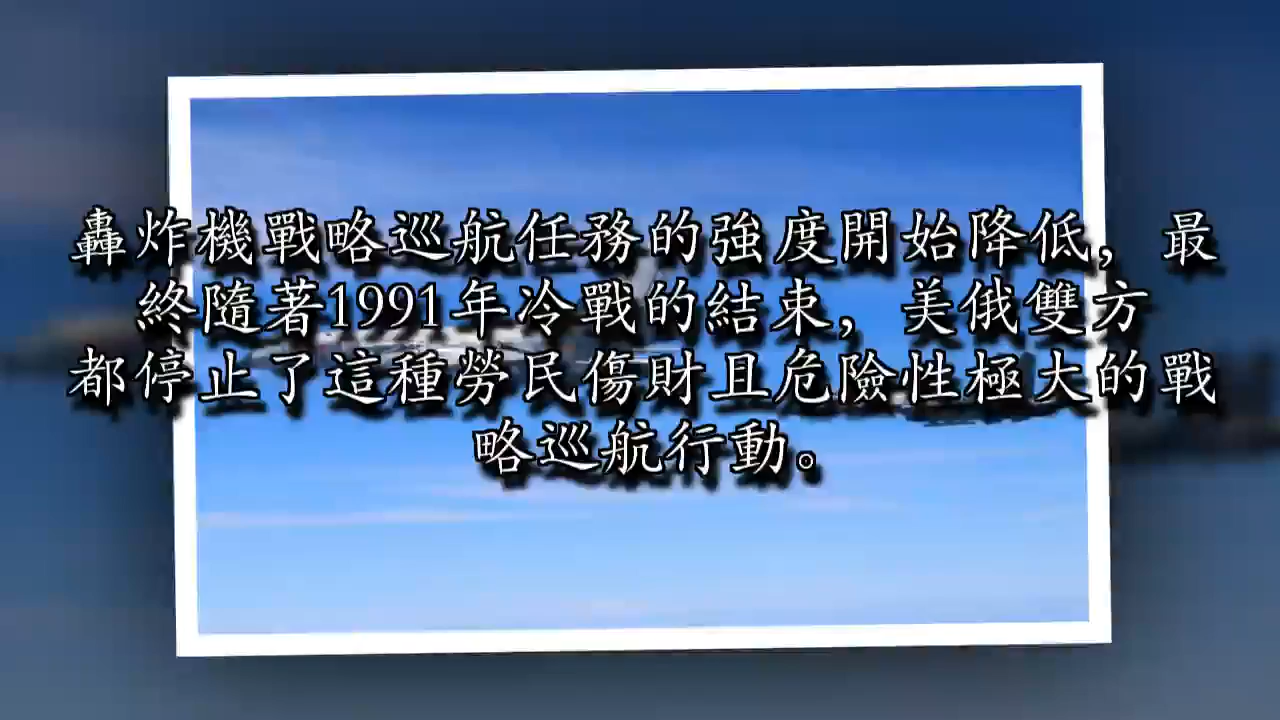 轟炸機戰略巡航任務的強度開始降低，最
終隨著1991年冷戰的結束，美俄雙方
都停止了這種勞民傷財且危險性極大的戰
略巡航行動。